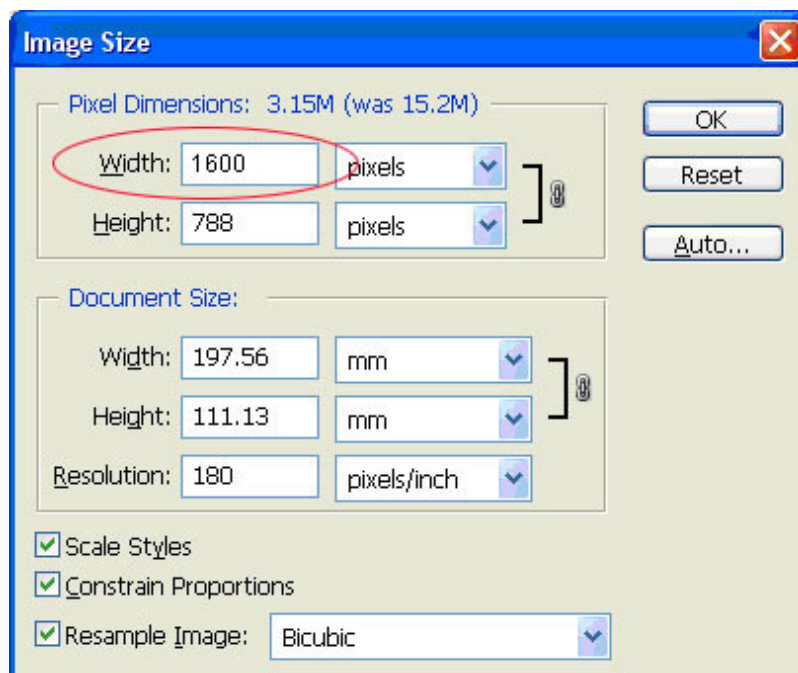 Image Size
Pixel Dimensions: 3.15M (was 15.2M)
Width: 1600 pixels
Height: 788 pixels
Document Size:
Width: 197.56 mm
Height: 111.13 mm
Resolution: 180 pixels/inch
Scale Styles
Constrain Proportions
Resample Image: Bicubic
OK
Reset
Auto...